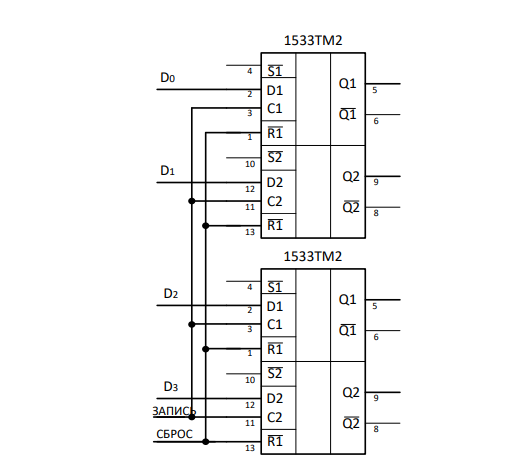 1533ТМ2
4 S1
D0
2 D1
Q1 5
3 C1
Q1 6
1 R1
10 S2
D1
12 D2
Q2 9
11 C2
Q2 8
13 R1
1533ТМ2
4 S1
D2
2 D1
Q1 5
3 C1
Q1 6
1 R1
10 S2
D3
12 D2
Q2 9
ЗАПИСЬ
11 C2
Q2 8
СБРОС
13 R1